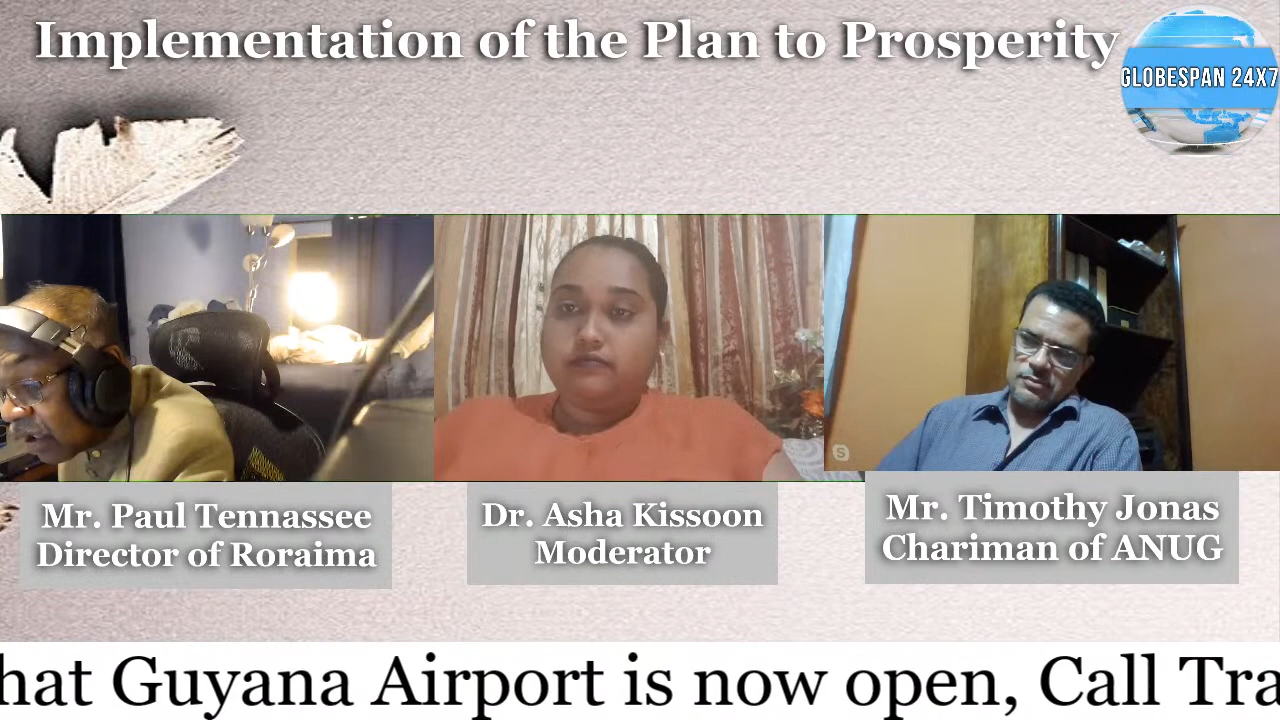 Implementation of the Plan to Prosperity
GLOBESPAN 24X7
Mr. Paul Tennassee
Director of Roraima
Dr. Asha Kissoon
Moderator
Mr. Timothy Jonas
Chariman of ANUG
hat Guyana Airport is now open, Call Tra